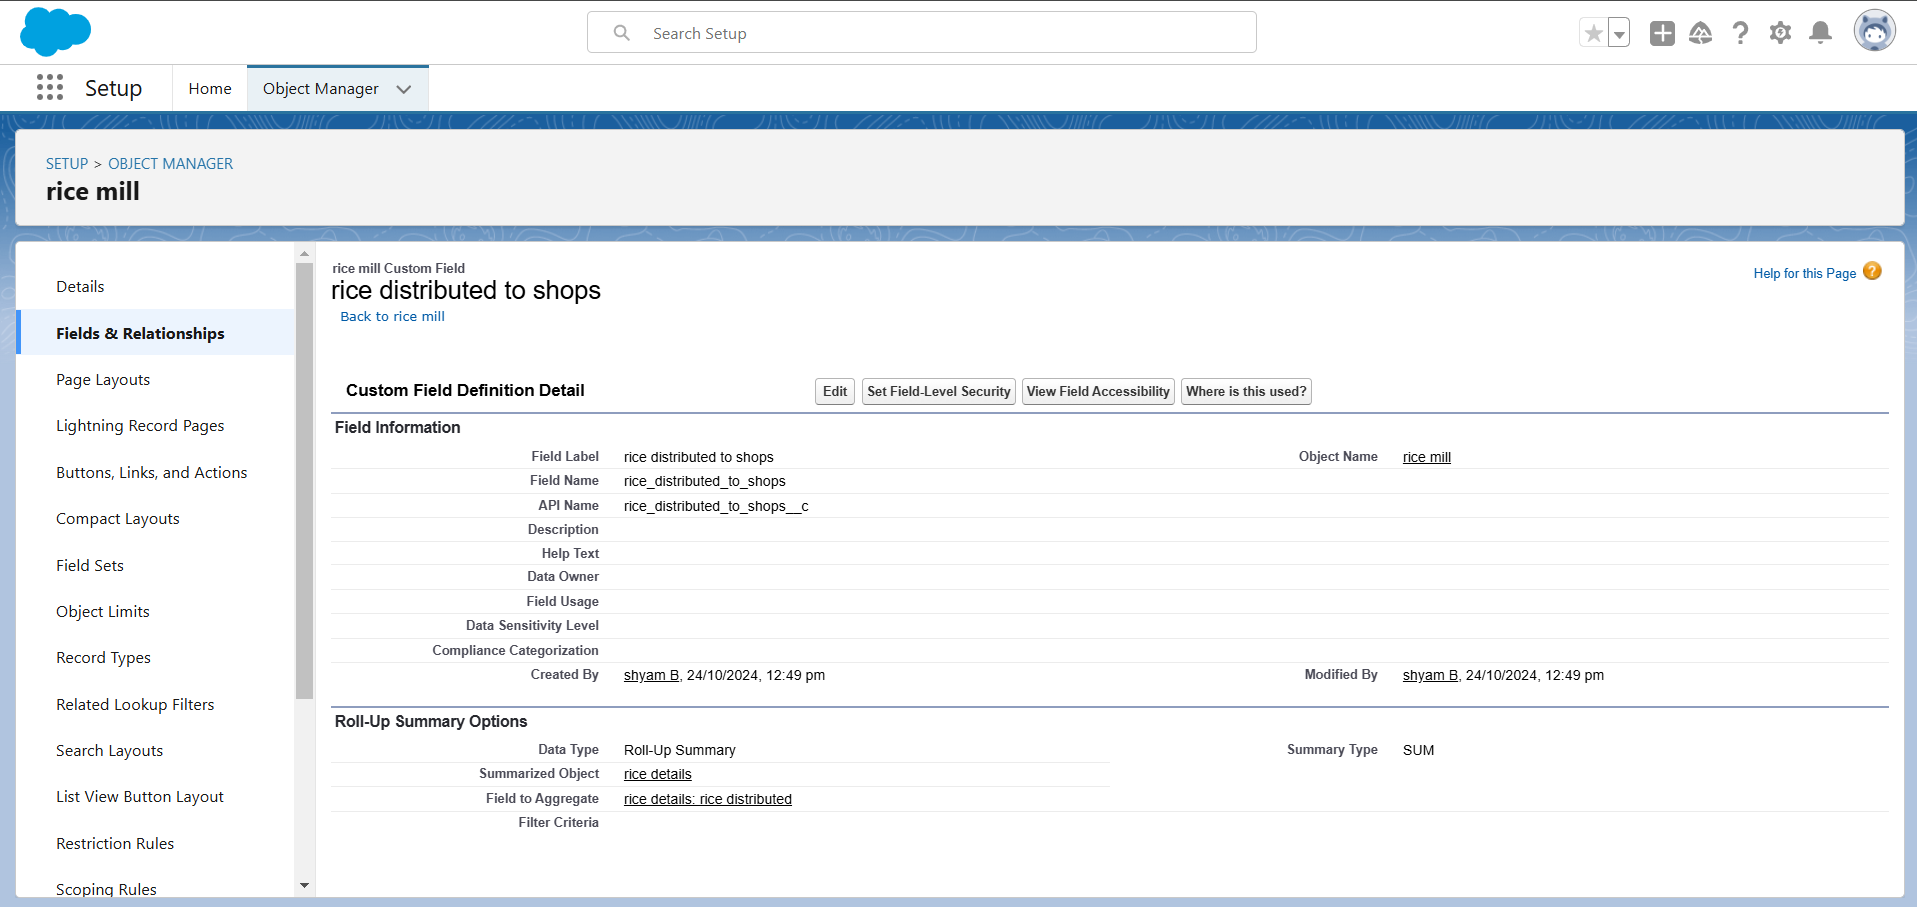 Search Setup
Setup
Home
Object Manager
SETUP > OBJECT MANAGER
rice mill
Details
Fields & Relationships
Page Layouts
Lightning Record Pages
Buttons, Links, and Actions
Compact Layouts
Field Sets
Object Limits
Record Types
Related Lookup Filters
Search Layouts
List View Button Layout
Restriction Rules
Scoping Rules
rice mill Custom Field
rice distributed to shops
Back to rice mill
Help for this Page ?
Custom Field Definition Detail
Edit
Set Field-Level Security
View Field Accessibility
Where is this used?
Field Information
Field Label rice distributed to shops Object Name rice mill
Field Name rice_distributed_to_shops
API Name rice_distributed_to_shops__c
Description
Help Text
Data Owner
Field Usage
Data Sensitivity Level
Compliance Categorization
Created By shyam B, 24/10/2024, 12:49 pm Modified By shyam B, 24/10/2024, 12:49 pm
Roll-Up Summary Options
Data Type Roll-Up Summary Summary Type SUM
Summarized Object rice details
Field to Aggregate rice details: rice distributed
Filter Criteria